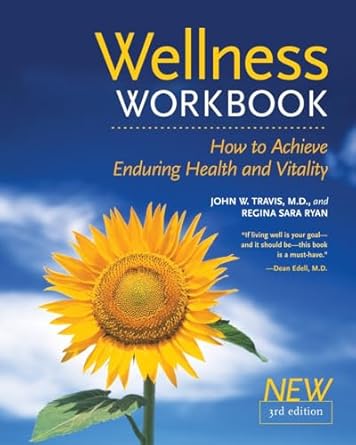 Wellness
WORKBOOK
How to Achieve
Enduring Health and Vitality
JOHN W. TRAVIS, M.D., and
REGINA SARA RYAN
"If living well is your goal—
and it should be—this book
is a must-have."
—Dean Edell, M.D.
NEW
3rd edition